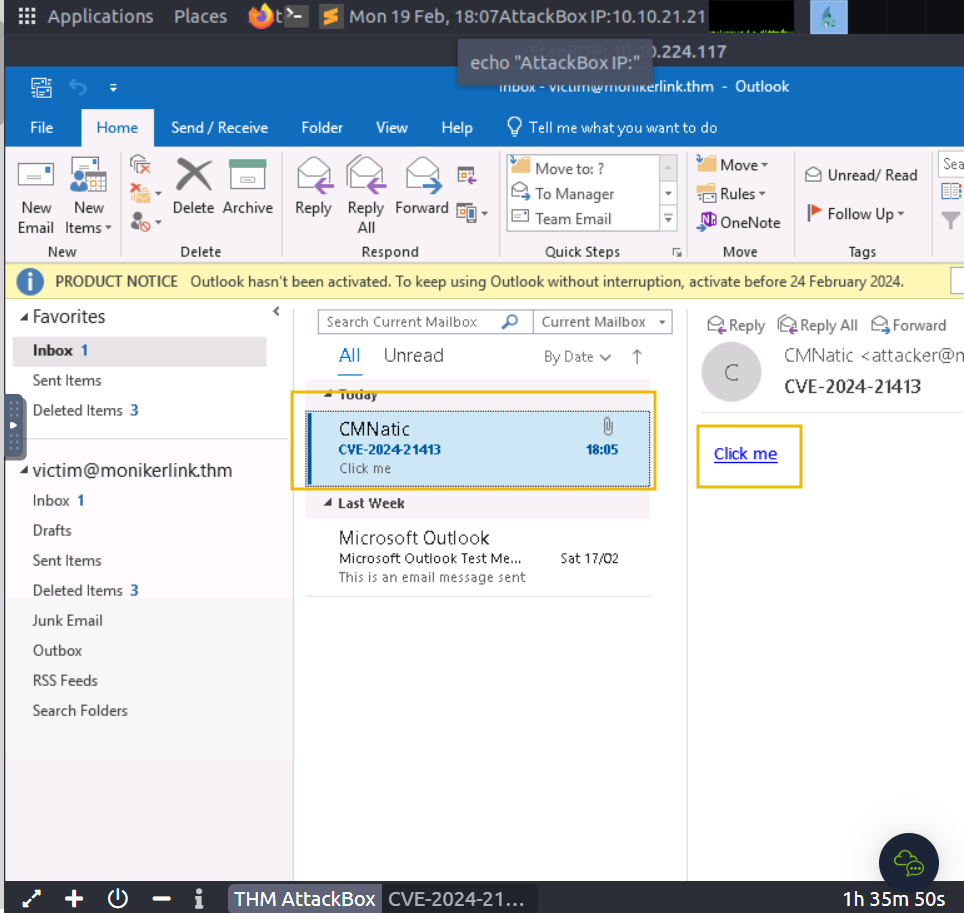 Applications Places Mon 19 Feb, 18:07 AttackBox IP:10.10.21.21
.224.117
echo "AttackBox IP:"
Inbox - victim@monikerlink.thm - Outlook
File Home Send / Receive Folder View Help Tell me what you want to do
New Email
New Items
Delete Archive
Reply
Reply All
Forward
Move to: ?
To Manager
Team Email
Move
Rules
OneNote
Unread/ Read
Follow Up
Sea
New Delete Respond Quick Steps Move Tags
PRODUCT NOTICE Outlook hasn't been activated. To keep using Outlook without interruption, activate before 24 February 2024.
Favorites
Inbox 1
Sent Items
Deleted Items 3
victim@monikerlink.thm
Inbox 1
Drafts
Sent Items
Deleted Items 3
Junk Email
Outbox
RSS Feeds
Search Folders
Search Current Mailbox Current Mailbox
All Unread By Date
Today
CMNatic
CVE-2024-21413 18:05
Click me
Last Week
Microsoft Outlook
Microsoft Outlook Test Me... Sat 17/02
This is an email message sent
Reply Reply All Forward
C
CMNatic <attacker@m
CVE-2024-21413
Click me
THM AttackBox CVE-2024-21... 1h 35m 50s